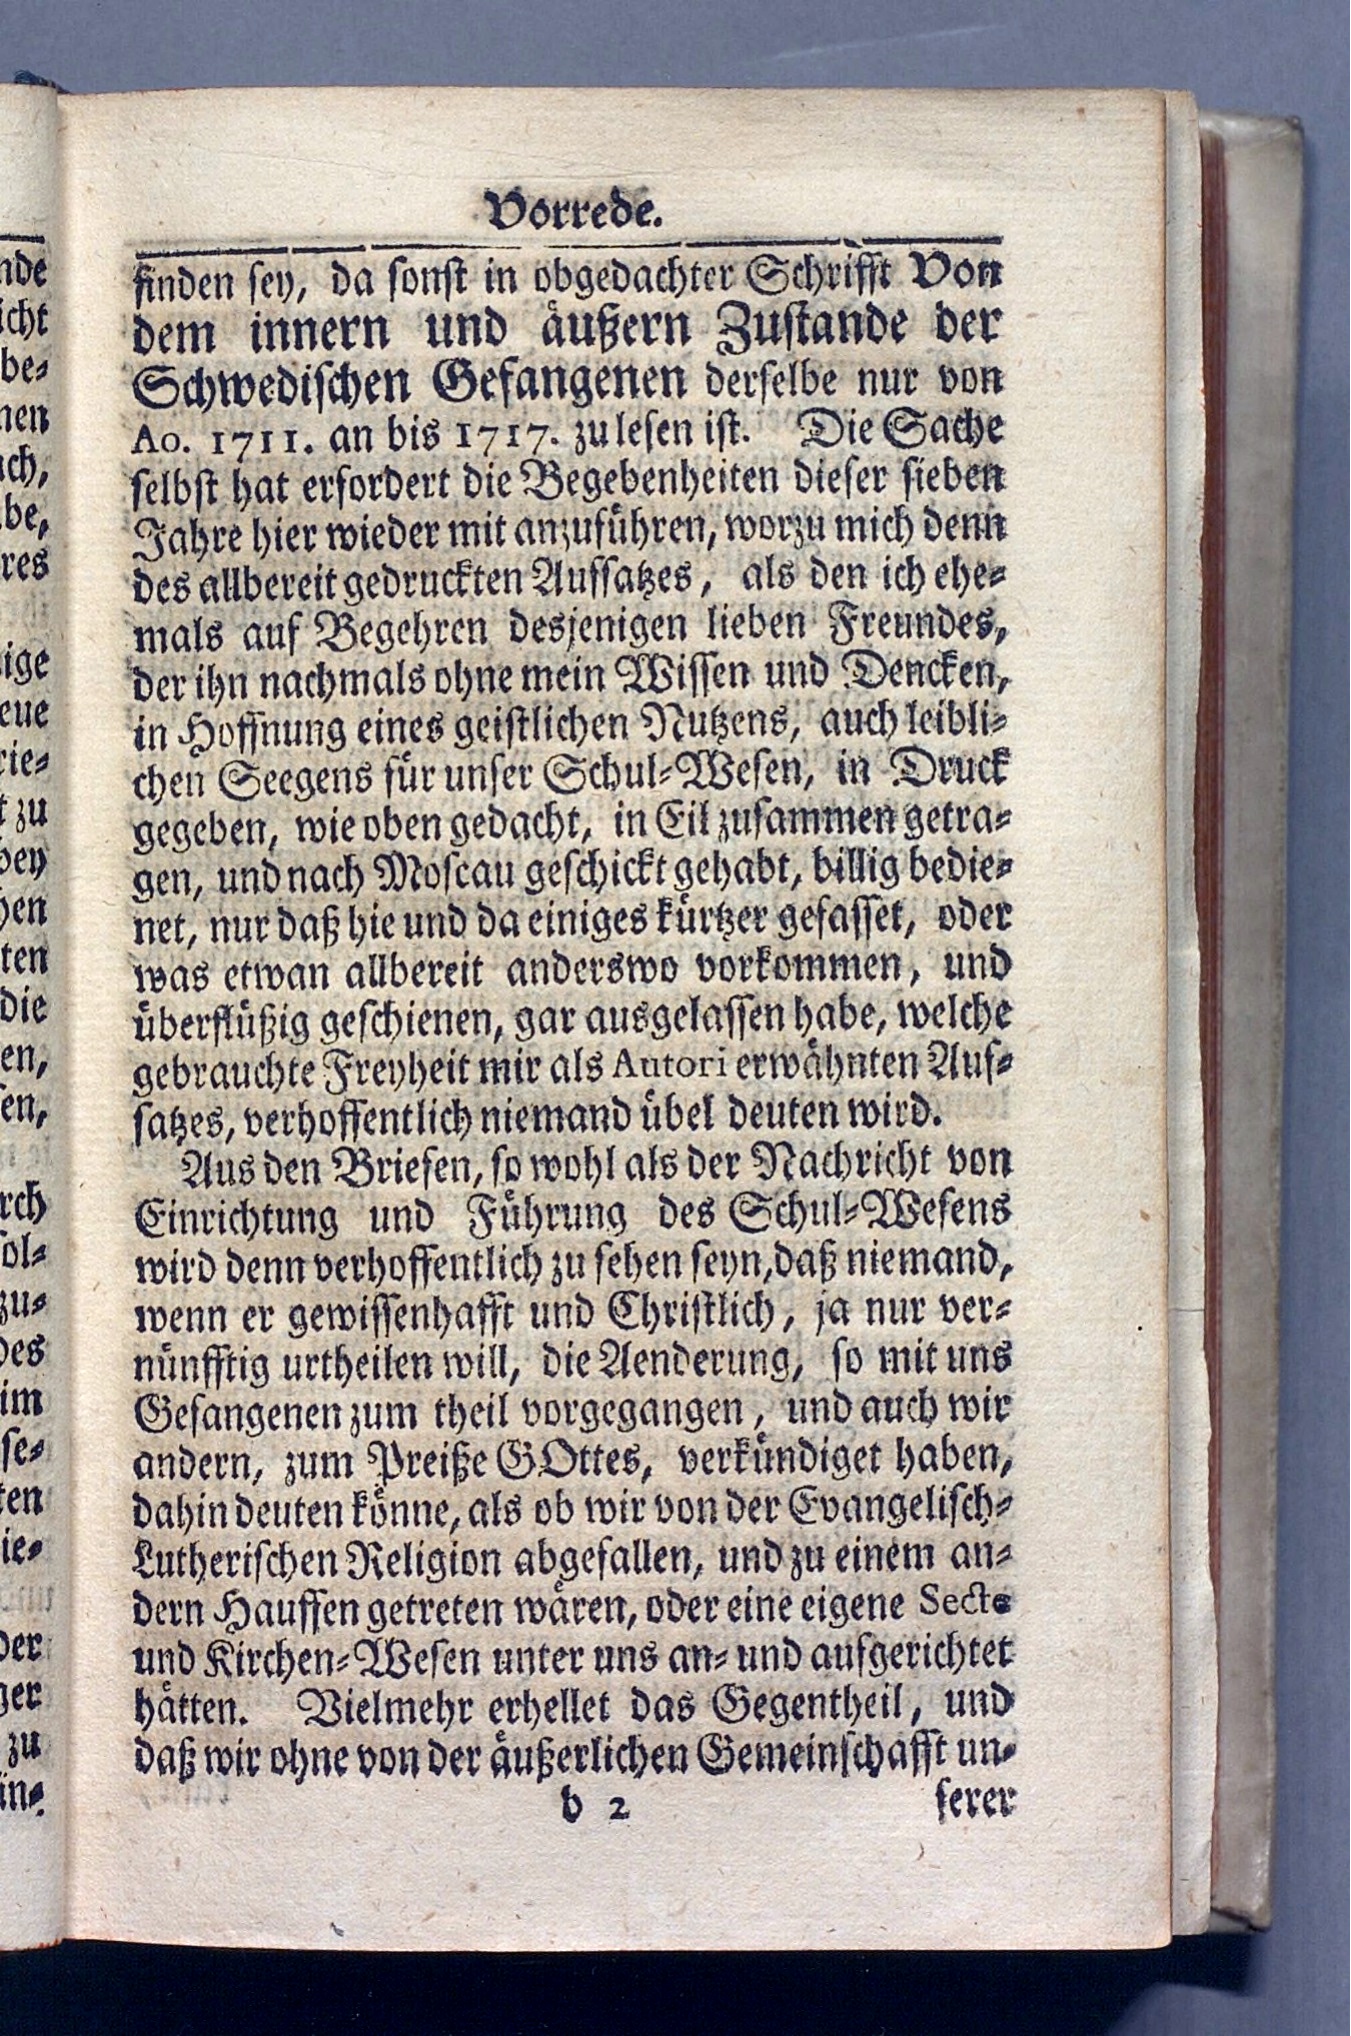 Vorrede.
finden sey, da sonst in obgedachter Schrifft Von
dem innern und äußern Zustande der
Schwedischen Gefangenen derselbe nur von
Ao. 1711. an bis 1717. zu lesen ist. Die Sache
selbst hat erfordert die Begebenheiten dieser sieben
Jahre hier wieder mit anzuführen, worzu mich denn
des allbereit gedruckten Aufsatzes, als den ich ehe-
mals auf Begehren desjenigen lieben Freundes,
der ihn nachmals ohne mein Wissen und Dencken,
in Hoffnung eines geistlichen Nutzens, auch leibli-
chen Seegens für unser Schul-Wesen, in Druck
gegeben, wie oben gedacht, in Eil zusammen getra-
gen, und nach Moscau geschickt gehabt, billig bedie-
net, nur daß hie und da einiges kürtzer gefasset, oder
was etwan allbereit anderswo vorkommen, und
überflüßig geschienen, gar ausgelassen habe, welche
gebrauchte Freyheit mir als Autori erwähnten Auf-
satzes, verhoffentlich niemand übel deuten wird.
Aus den Briefen, so wohl als der Nachricht von
Einrichtung und Führung des Schul-Wesens
wird denn verhoffentlich zu sehen seyn, daß niemand,
wenn er gewissenhafft und Christlich, ja nur ver-
nünfftig urtheilen will, die Aenderung, so mit uns
Gefangenen zum theil vorgegangen, und auch wir
andern, zum Preiße GOttes, verkündiget haben,
dahin deuten könne, als ob wir von der Evangelisch-
Lutherischen Religion abgefallen, und zu einem an-
dern Hauffen getreten wären, oder eine eigene Secte
und Kirchen-Wesen unter uns an- und aufgerichtet
hätten. Vielmehr erhellet das Gegentheil, und
daß wir ohne von der äußerlichen Gemeinschafft un-
b 2 serer